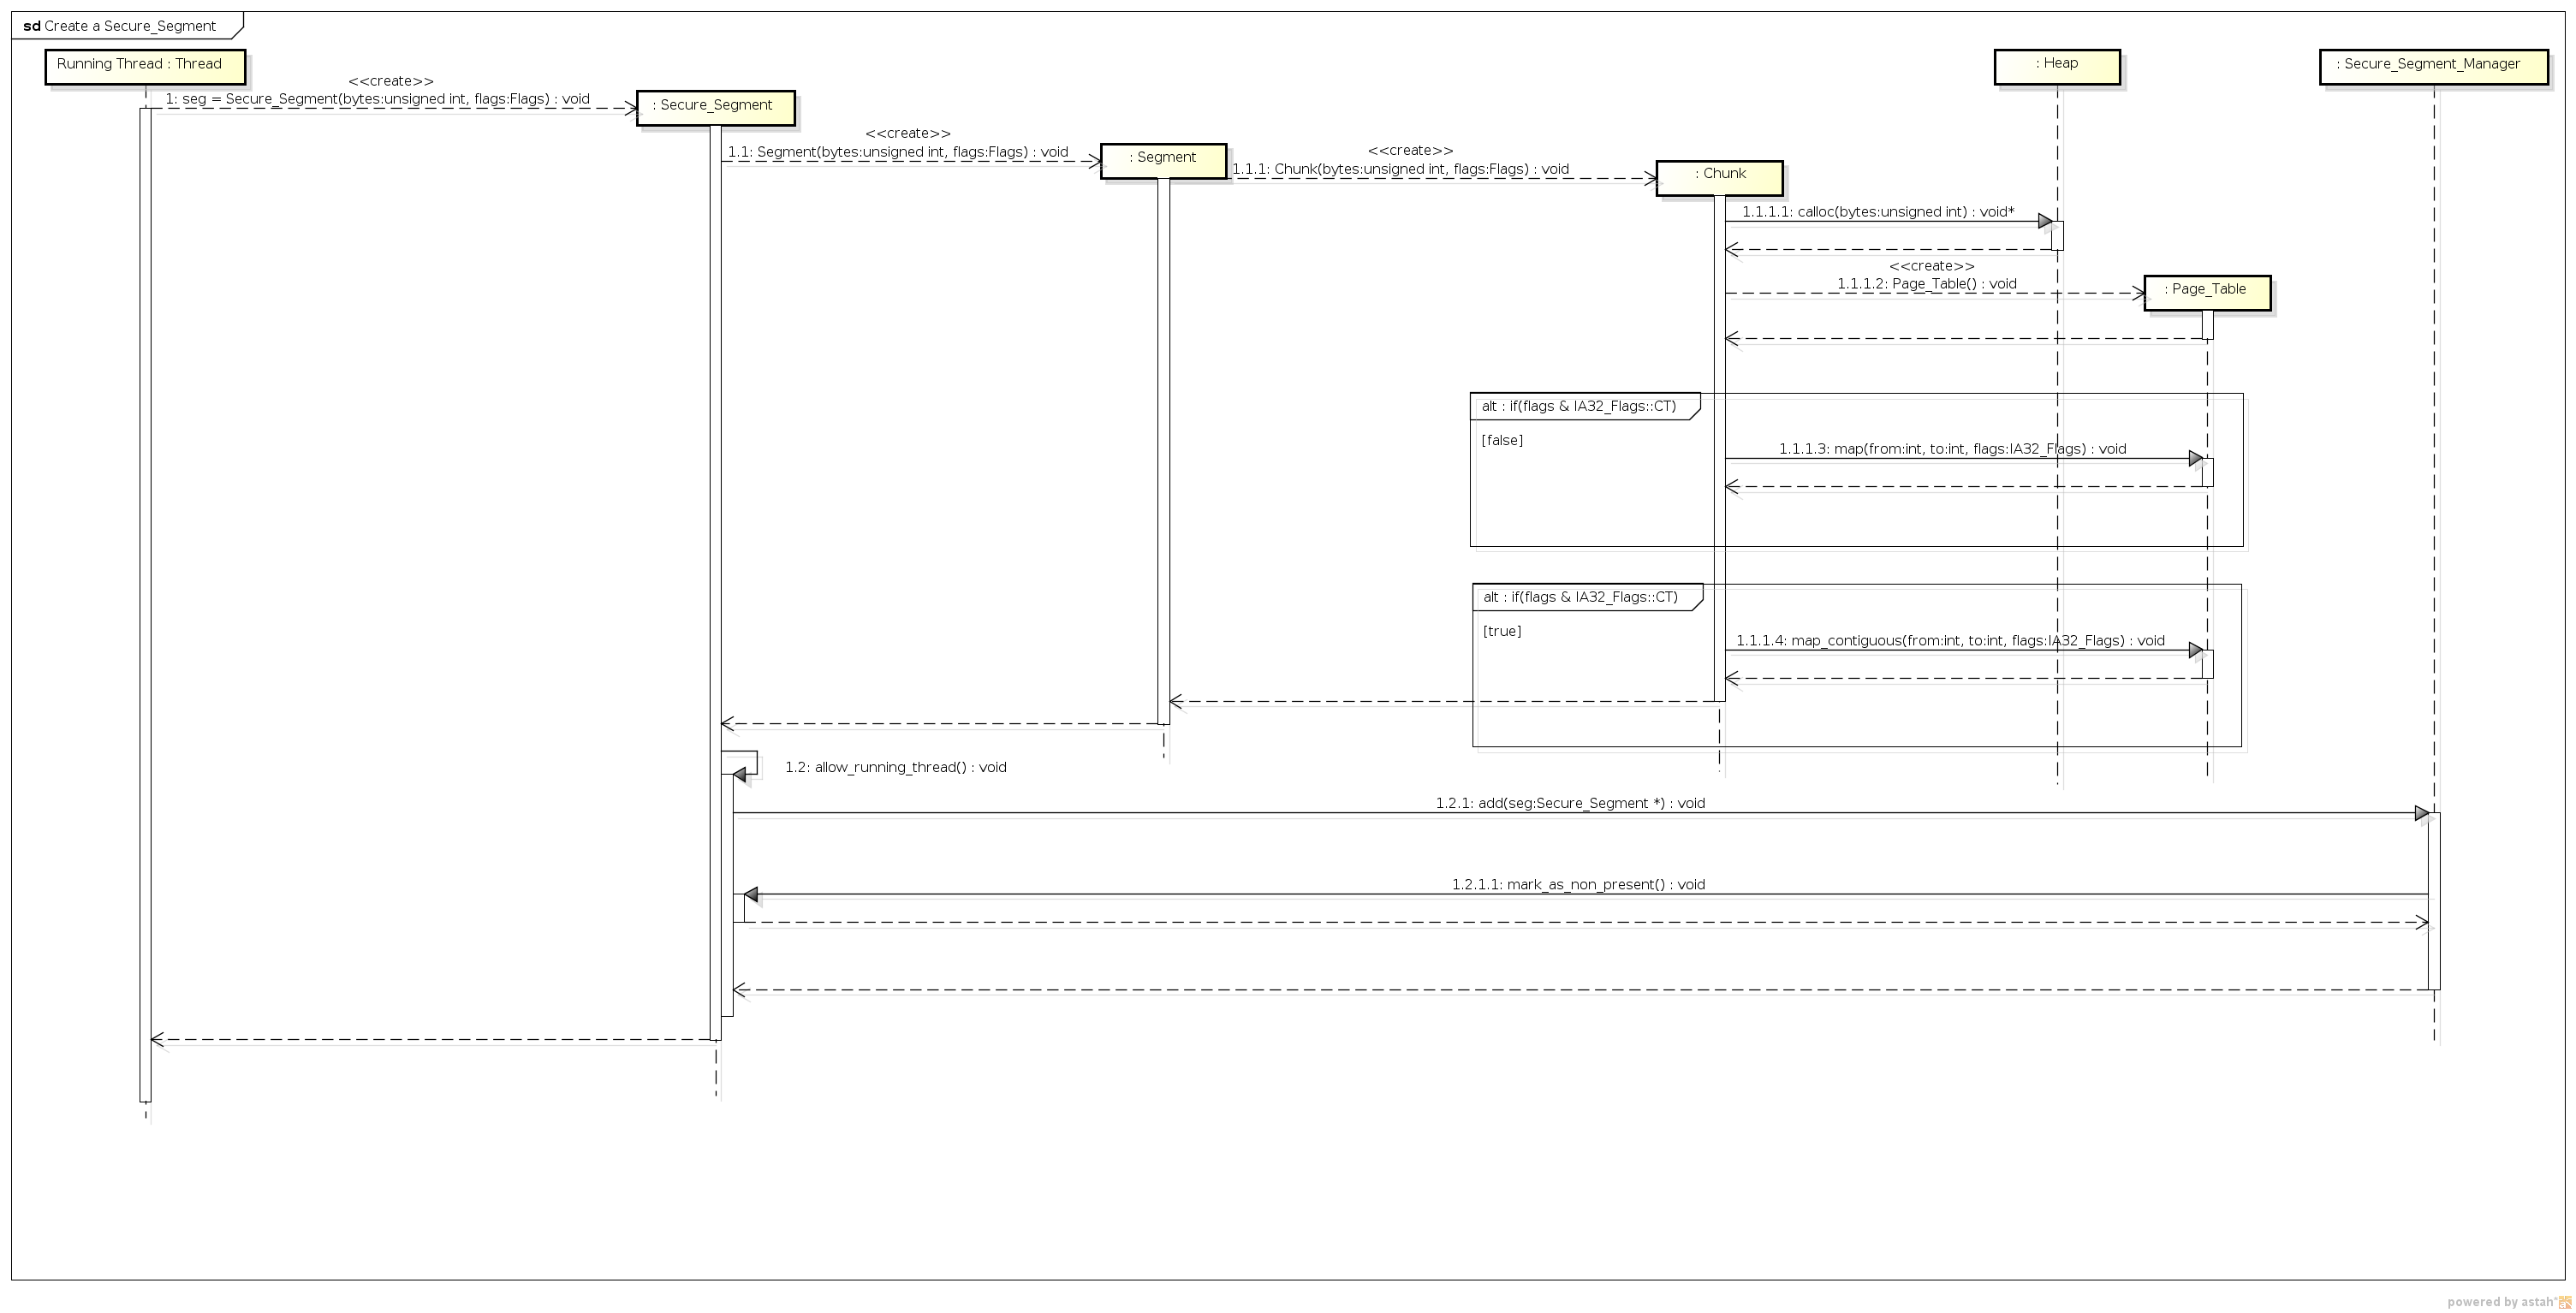 sd Create a Secure_Segment
Running Thread : Thread
: Heap
: Secure_Segment_Manager
<<create>>
1: seg = Secure_Segment(bytes:unsigned int, flags:Flags) : void
: Secure_Segment
<<create>>
1.1: Segment(bytes:unsigned int, flags:Flags) : void
: Segment
<<create>>
1.1.1: Chunk(bytes:unsigned int, flags:Flags) : void
: Chunk
1.1.1.1: calloc(bytes:unsigned int) : void*
<<create>>
1.1.1.2: Page_Table() : void
: Page_Table
alt : if(flags & IA32_Flags::CT)
[false]
1.1.1.3: map(from:int, to:int, flags:IA32_Flags) : void
alt : if(flags & IA32_Flags::CT)
[true]
1.1.1.4: map_contiguous(from:int, to:int, flags:IA32_Flags) : void
1.2: allow_running_thread() : void
1.2.1: add(seg:Secure_Segment *) : void
1.2.1.1: mark_as_non_present() : void
powered by astah*